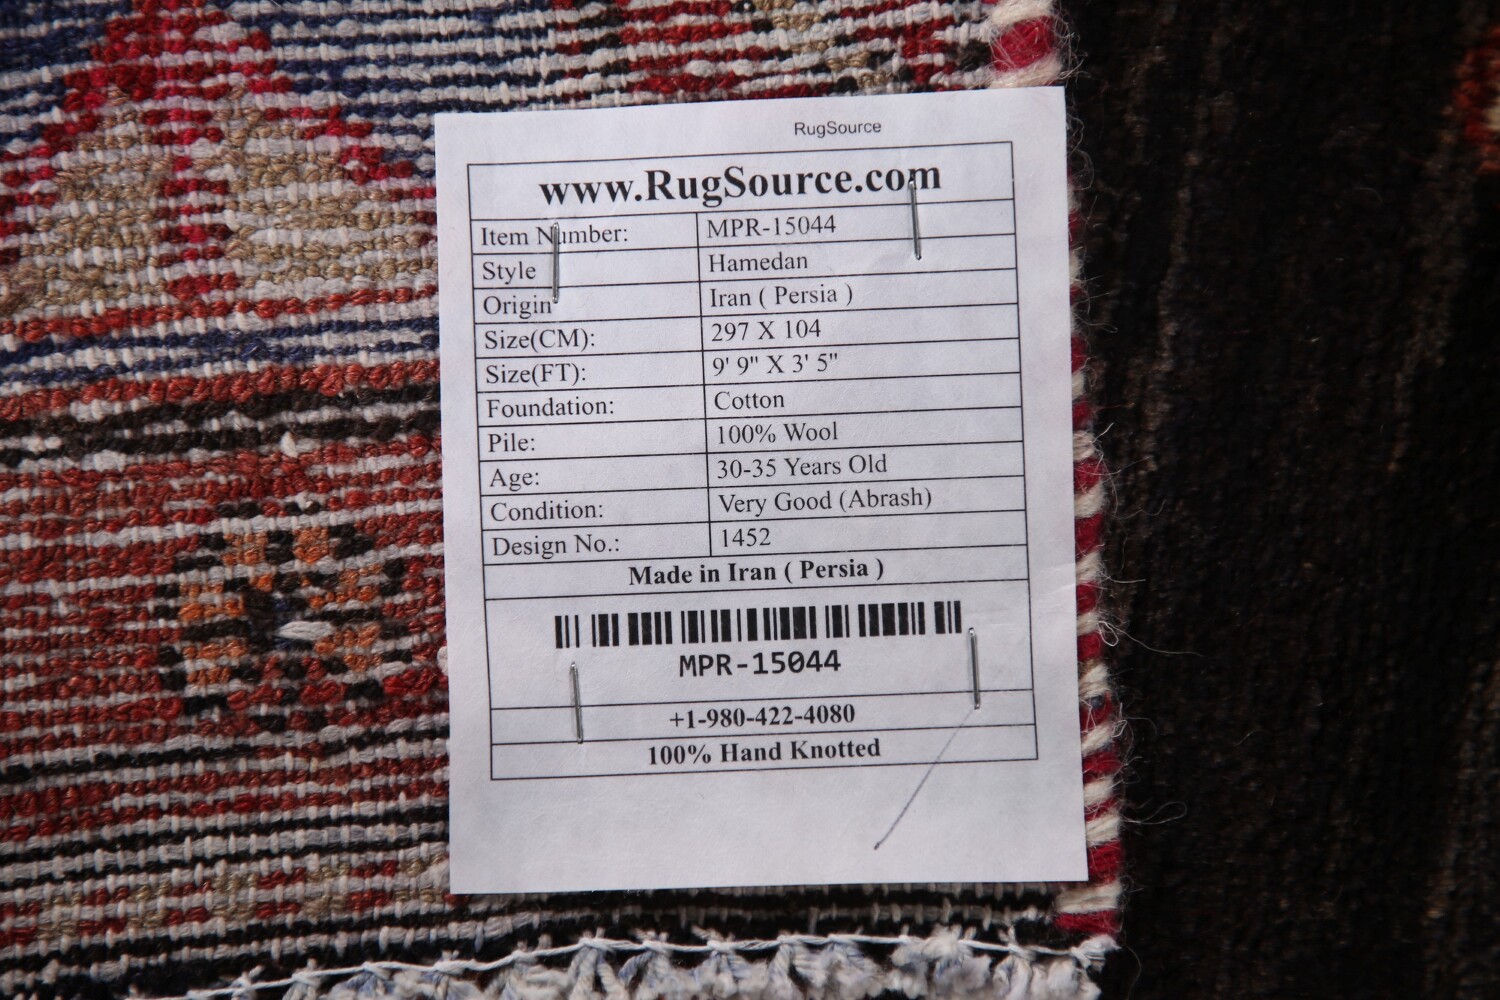 RugSource
www.RugSource.com
Item Number: MPR-15044
Style Hamedan
Origin Iran ( Persia )
Size(CM): 297 X 104
Size(FT): 9' 9" X 3' 5"
Foundation: Cotton
Pile: 100% Wool
Age: 30-35 Years Old
Condition: Very Good (Abrash)
Design No.: 1452
Made in Iran ( Persia )
MPR-15044
+1-980-422-4080
100% Hand Knotted